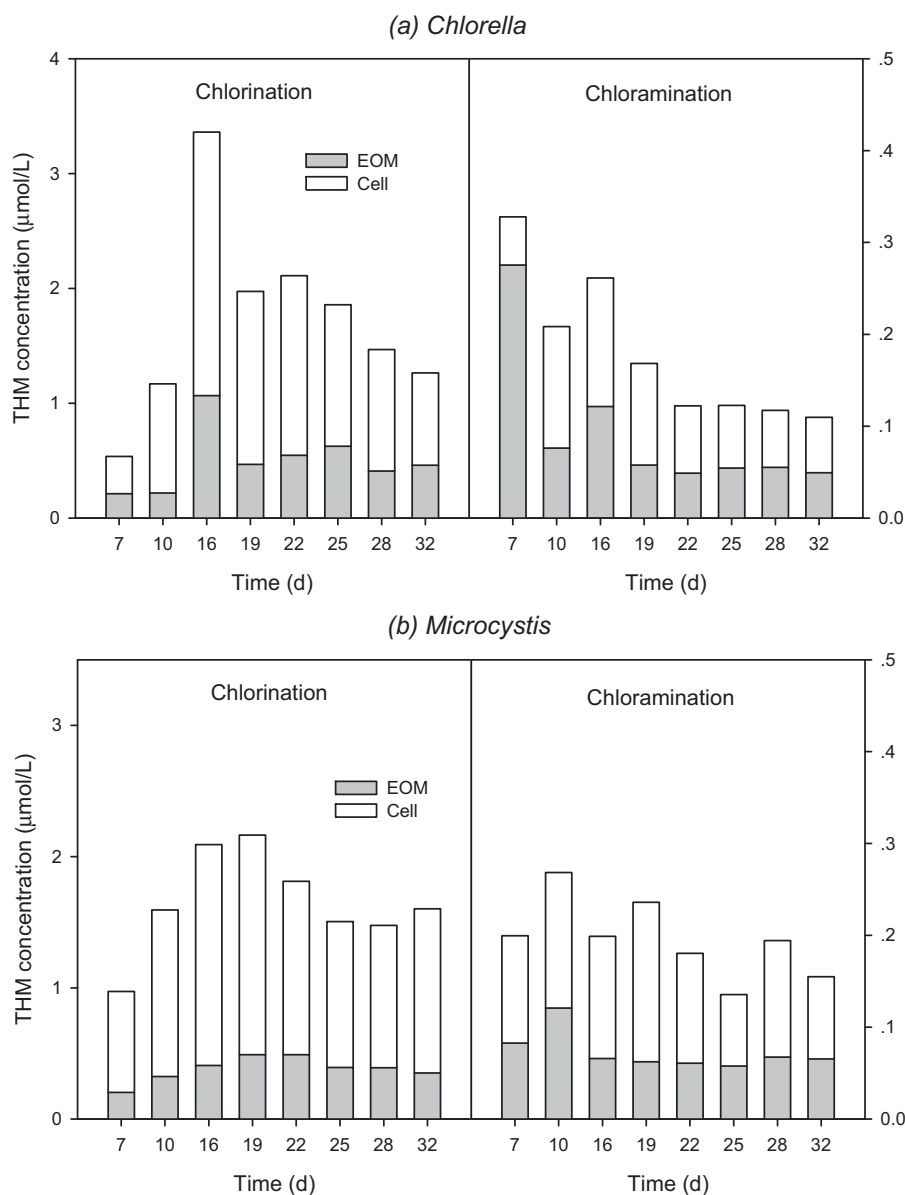 (a) Chlorella
4
3
2
1
0
THM concentration (μmol/L)
Chlorination
EOM
Cell
7 10 16 19 22 25 28 32
Time (d)
Chloramination
.5
.4
.3
.2
.1
0.0
7 10 16 19 22 25 28 32
Time (d)
(b) Microcystis
3
2
1
0
THM concentration (μmol/L)
Chlorination
EOM
Cell
7 10 16 19 22 25 28 32
Time (d)
Chloramination
.5
.4
.3
.2
.1
0.0
7 10 16 19 22 25 28 32
Time (d)